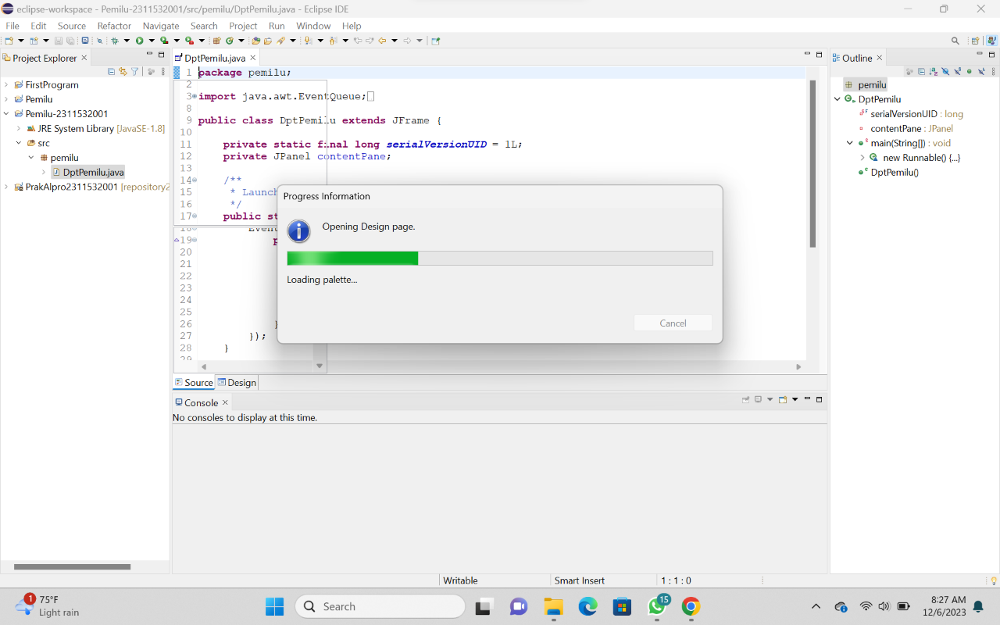 eclipse-workspace - Pemilu-2311532001/src/pemilu/DptPemilu.java - Eclipse IDE
File Edit Source Refactor Navigate Search Project Run Window Help
Project Explorer
FirstProgram
Pemilu
Pemilu-2311532001
JRE System Library [JavaSE-1.8]
src
pemilu
DptPemilu.java
PrakAlpro2311532001 [repository2
DptPemilu.java
1 package pemilu;
2
3 import java.awt.EventQueue;
8
9 public class DptPemilu extends JFrame {
10
11 private static final long serialVersionUID = 1L;
12 private JPanel contentPane;
13
14 /**
15 * Launch
16 */
17 public st
18 Event
19 p
20
21
22
23
24
25
26 }
27 });
28 }
29
Progress Information
Opening Design page.
Loading palette...
Cancel
Source Design
Console
No consoles to display at this time.
Outline
pemilu
DptPemilu
serialVersionUID : long
contentPane : JPanel
main(String[]) : void
new Runnable() {...}
DptPemilu()
Writable Smart Insert 1 : 1 : 0
1
75°F
Light rain
Search
15
8:27 AM
12/6/2023